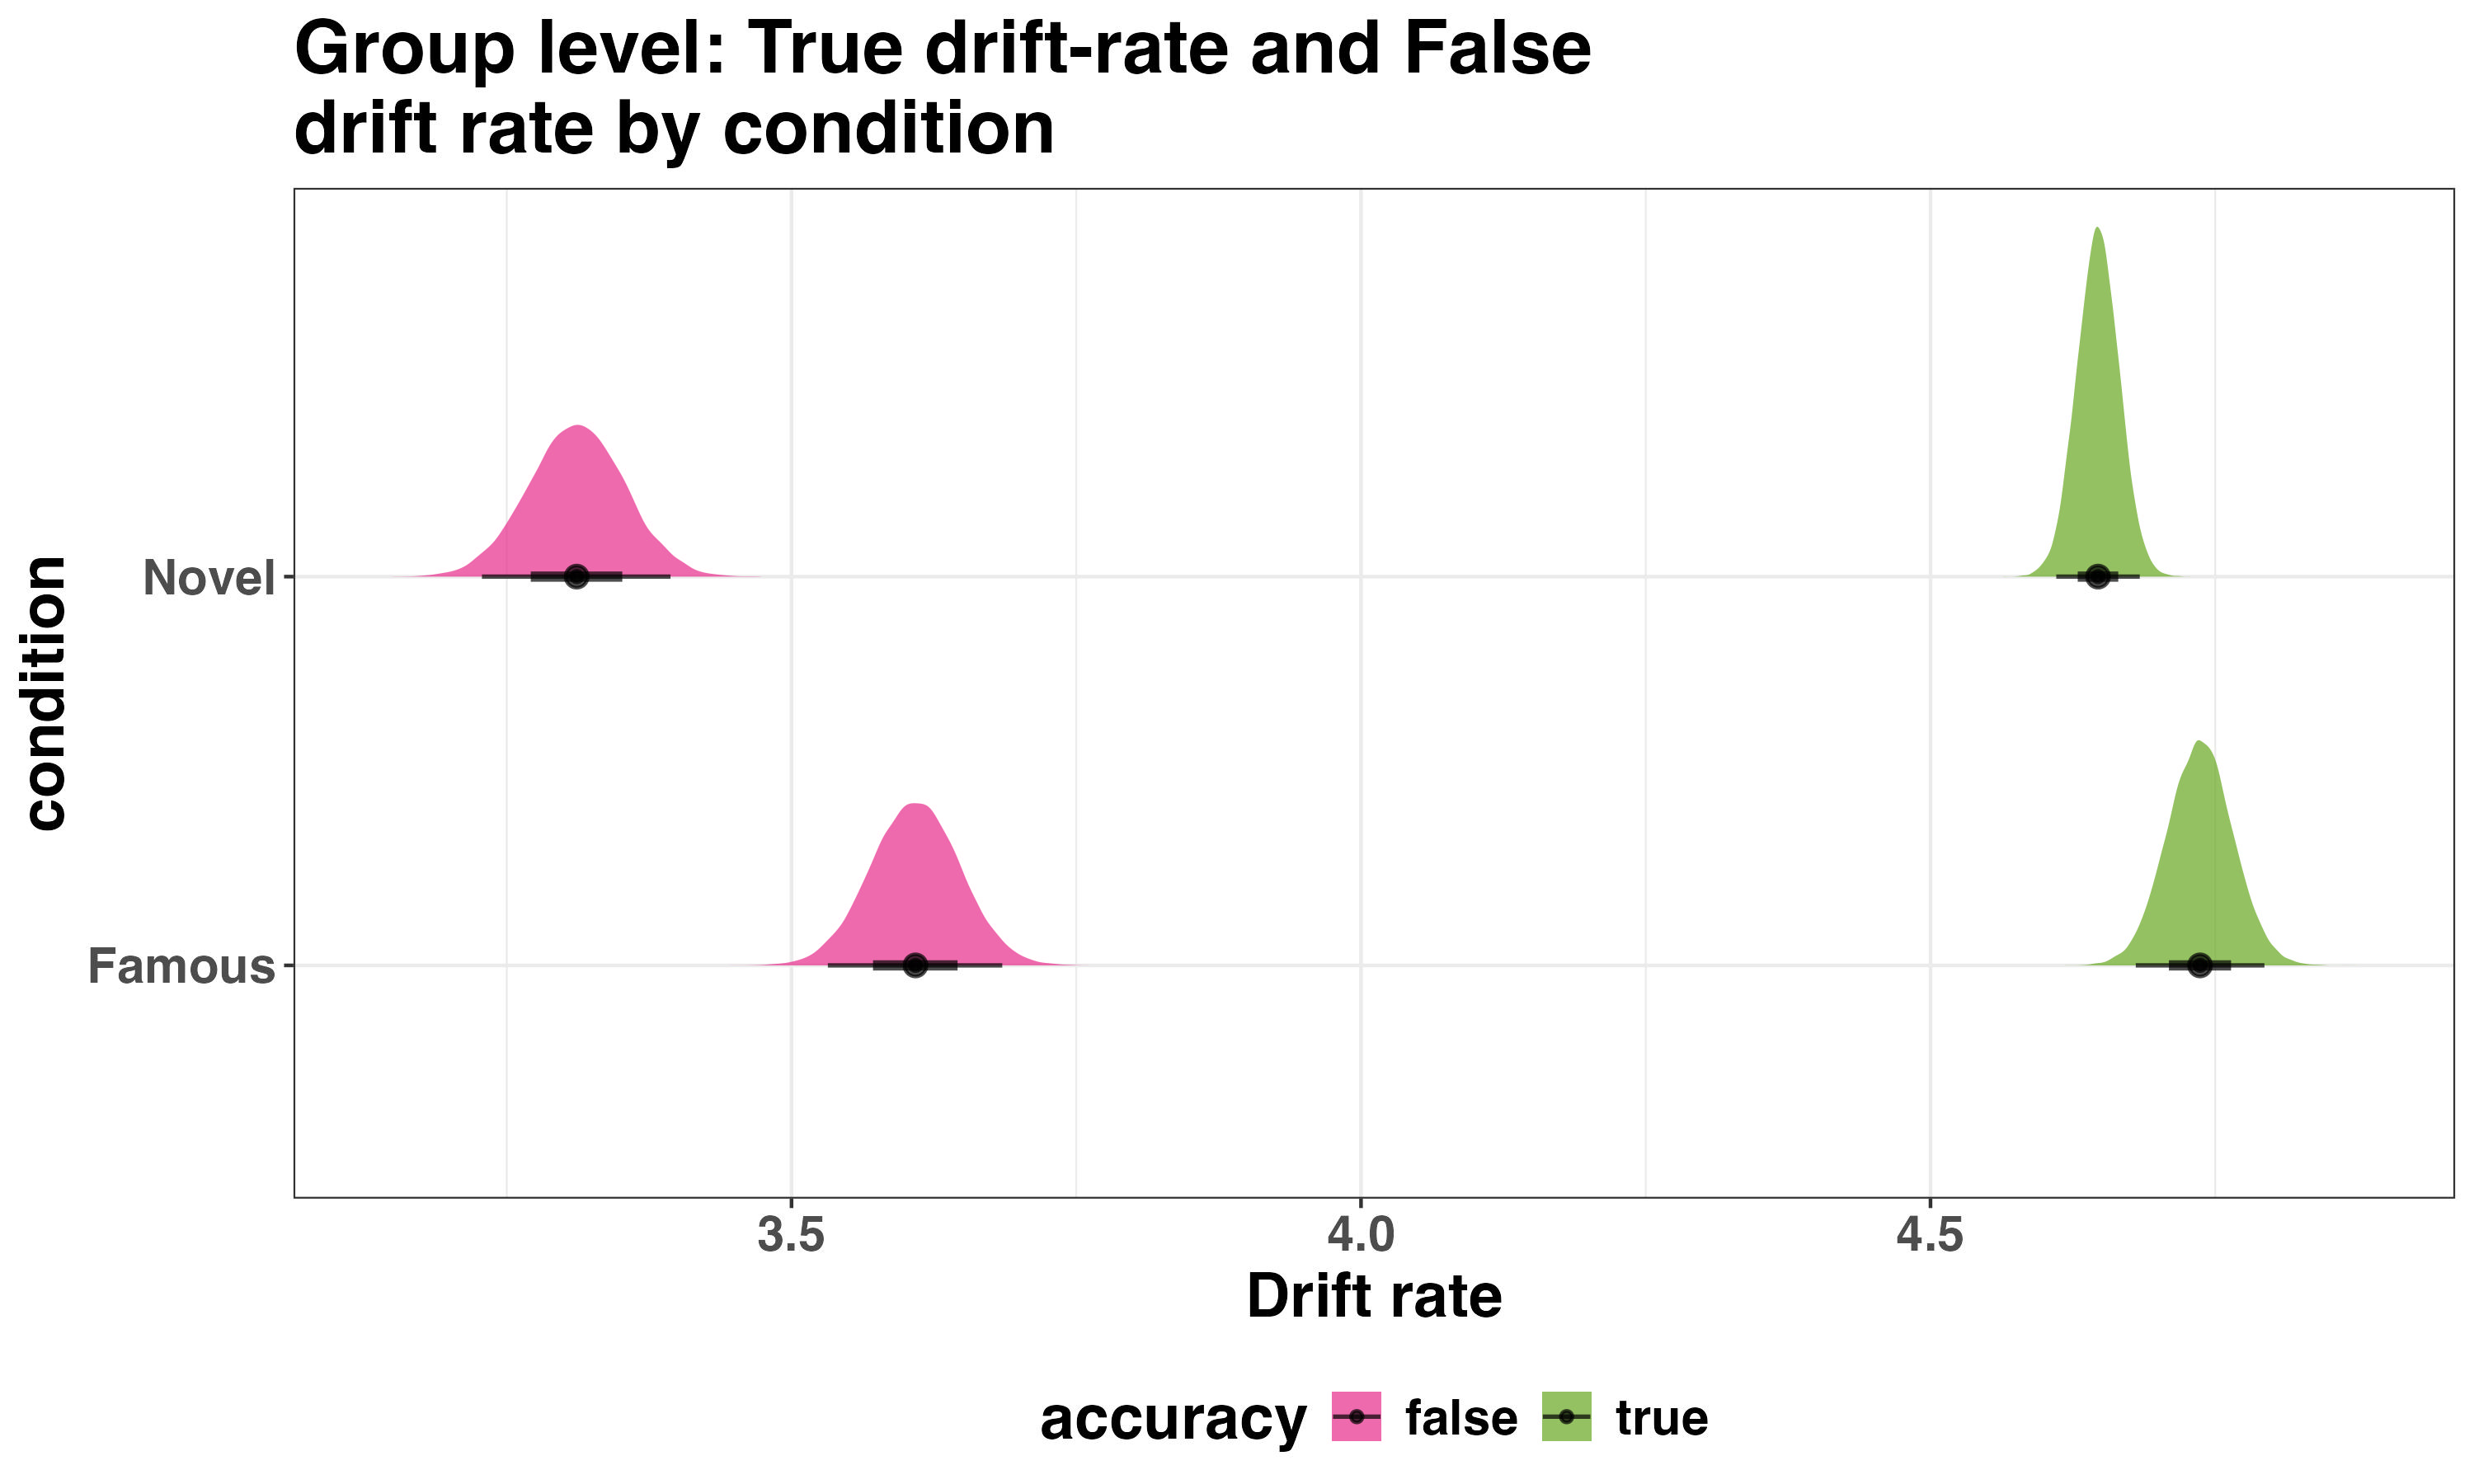 Group level: True drift-rate and False
drift rate by condition
condition
Novel
Famous
3.5 4.0 4.5
Drift rate
accuracy false true